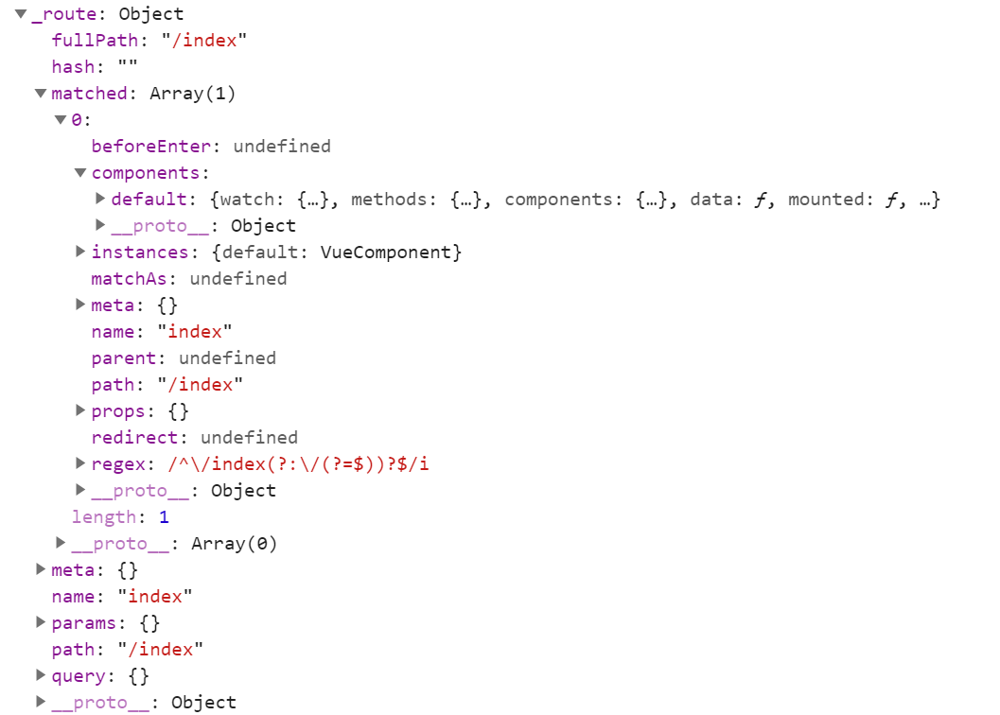 ▼_route: Object
fullPath: "/index"
hash: ""
▼matched: Array(1)
▼0:
beforeEnter: undefined
▼components:
▶default: {watch: {…}, methods: {…}, components: {…}, data: ƒ, mounted: ƒ, …}
▶__proto__: Object
▶instances: {default: VueComponent}
matchAs: undefined
▶meta: {}
name: "index"
parent: undefined
path: "/index"
▶props: {}
redirect: undefined
▶regex: /^\/index(?:\/(?=$))?$/i
▶__proto__: Object
length: 1
▶__proto__: Array(0)
▶meta: {}
name: "index"
▶params: {}
path: "/index"
▶query: {}
▶__proto__: Object